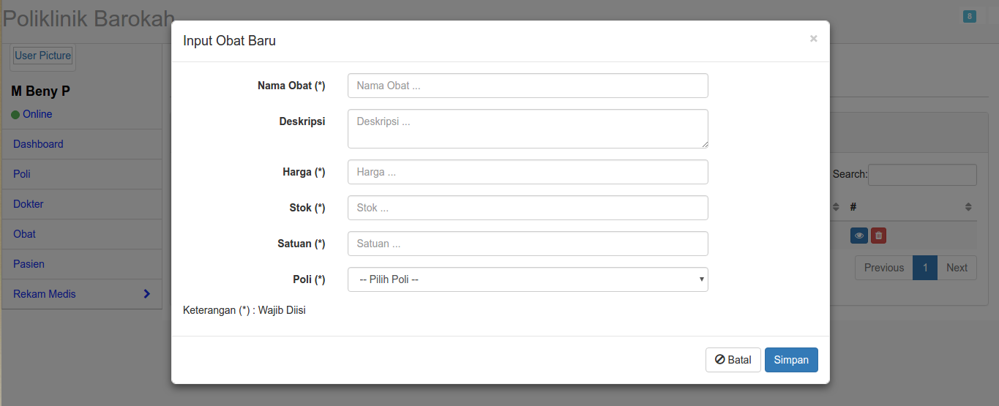 Poliklinik Barokah
8
User Picture
M Beny P
Online
Dashboard
Poli
Dokter
Obat
Pasien
Rekam Medis
Input Obat Baru
×
Nama Obat (*)
Nama Obat ...
Deskripsi
Deskripsi ...
Harga (*)
Harga ...
Stok (*)
Stok ...
Satuan (*)
Satuan ...
Poli (*)
-- Pilih Poli --
Keterangan (*) : Wajib Diisi
Batal
Simpan
Search:
#
Previous
1
Next